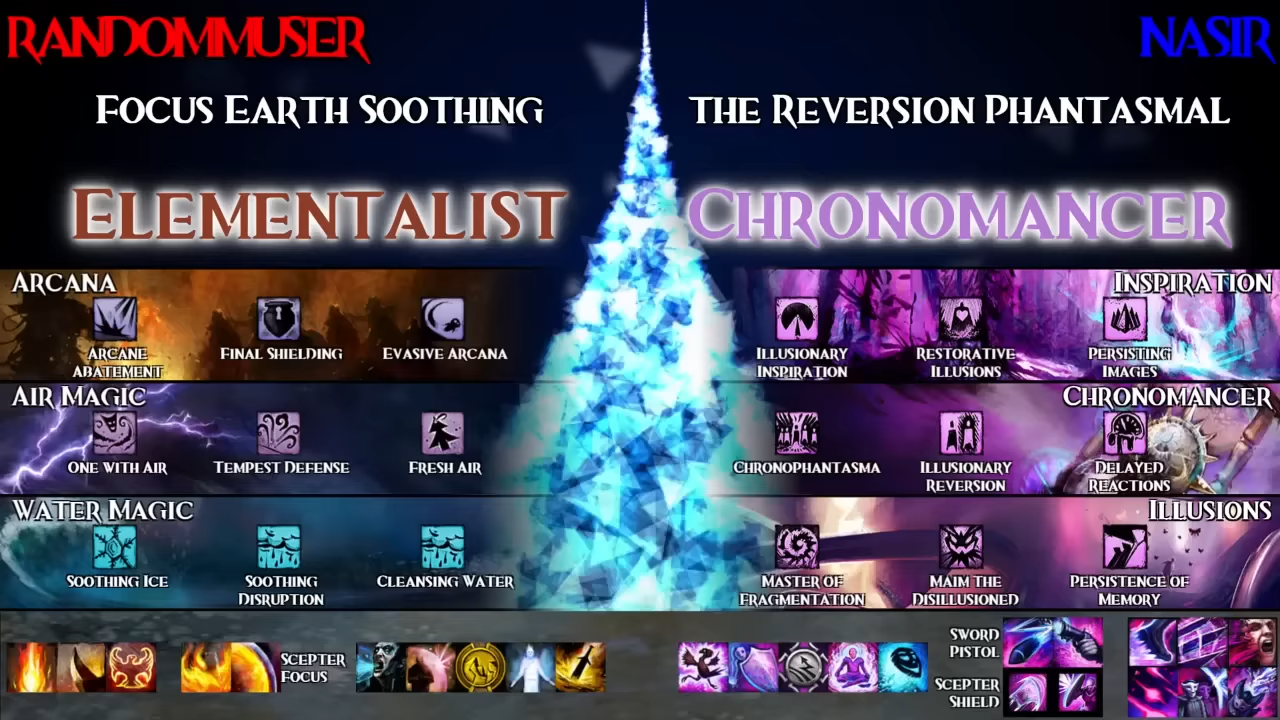 RANDOMMUSER
NASIR
FOCUS EARTH SOOTHING
THE REVERSION PHANTASMAL
ELEMENTALIST
CHRONOMANCER
ARCANA
ARCANE
ABATEMENT
FINAL SHIELDING
EVASIVE ARCANA
INSPIRATION
ILLUSIONARY
INSPIRATION
RESTORATIVE
ILLUSIONS
PERSISTING
IMAGES
AIR MAGIC
ONE WITH AIR
TEMPEST DEFENSE
FRESH AIR
CHRONOMANCER
CHRONOPHANTASMA
ILLUSIONARY
REVERSION
DELAYED
REACTIONS
WATER MAGIC
SOOTHING ICE
SOOTHING
DISRUPTION
CLEANSING WATER
ILLUSIONS
MASTER OF
FRAGMENTATION
MAIM THE
DISILLUSIONED
PERSISTENCE OF
MEMORY
SCEPTER
FOCUS
SWORD
PISTOL
SCEPTER
SHIELD